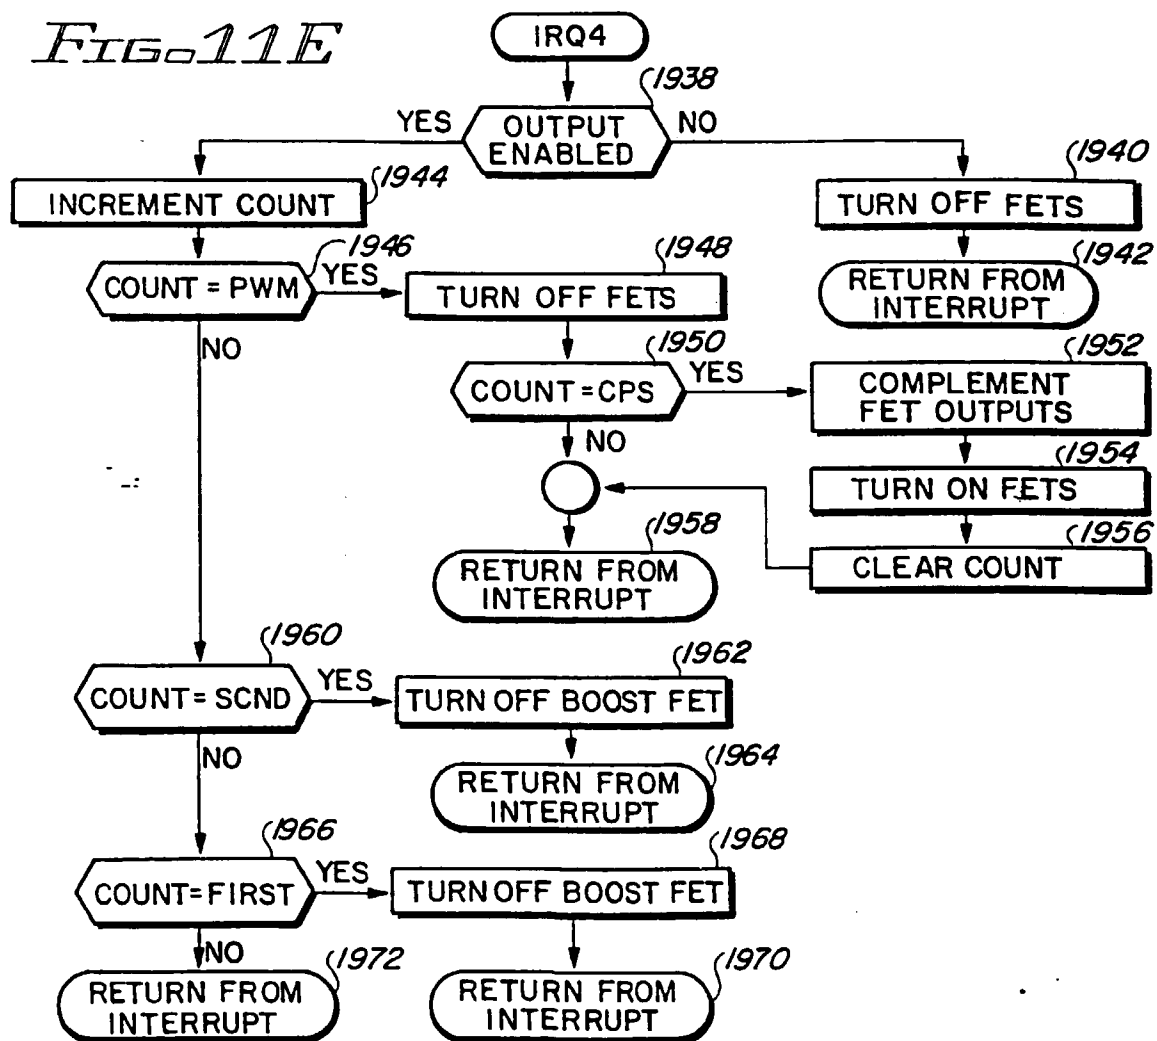 FIG. 11E
IRQ4
1938
YES
OUTPUT
ENABLED
NO
1944
INCREMENT COUNT
1940
TURN OFF FETS
1946
COUNT = PWM
YES
NO
1948
TURN OFF FETS
1942
RETURN FROM
INTERRUPT
1950
COUNT = CPS
YES
NO
1952
COMPLEMENT
FET OUTPUTS
1954
TURN ON FETS
1956
CLEAR COUNT
1958
RETURN FROM
INTERRUPT
1960
COUNT = SCND
YES
NO
1962
TURN OFF BOOST FET
1964
RETURN FROM
INTERRUPT
1966
COUNT = FIRST
YES
NO
1968
TURN OFF BOOST FET
1972
RETURN FROM
INTERRUPT
1970
RETURN FROM
INTERRUPT